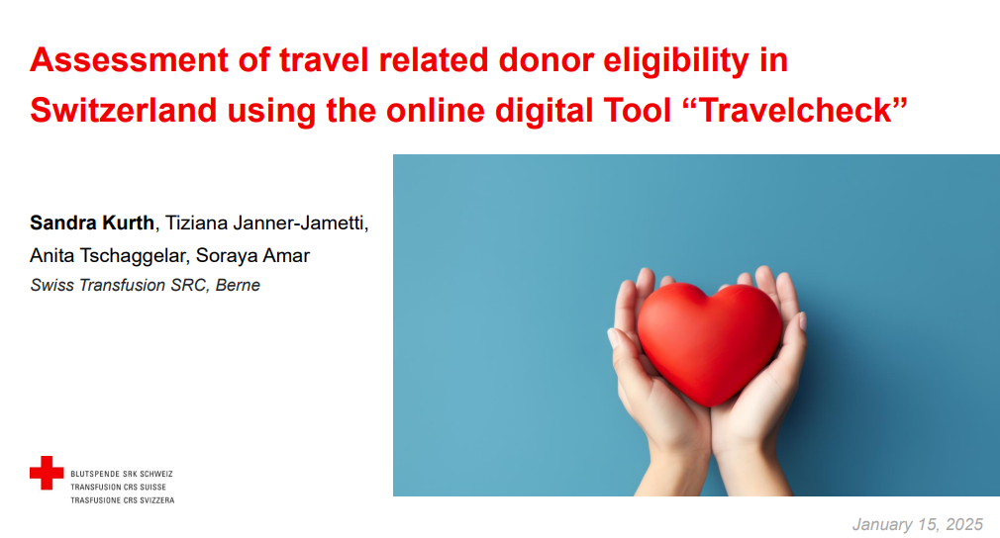 Assessment of travel related donor eligibility in
Switzerland using the online digital Tool “Travelcheck”
Sandra Kurth, Tiziana Janner-Jametti,
Anita Tschaggelar, Soraya Amar
Swiss Transfusion SRC, Berne
BLUTSPENDE SRK SCHWEIZ
TRANSFUSION CRS SUISSE
TRASFUSIONE CRS SVIZZERA
January 15, 2025